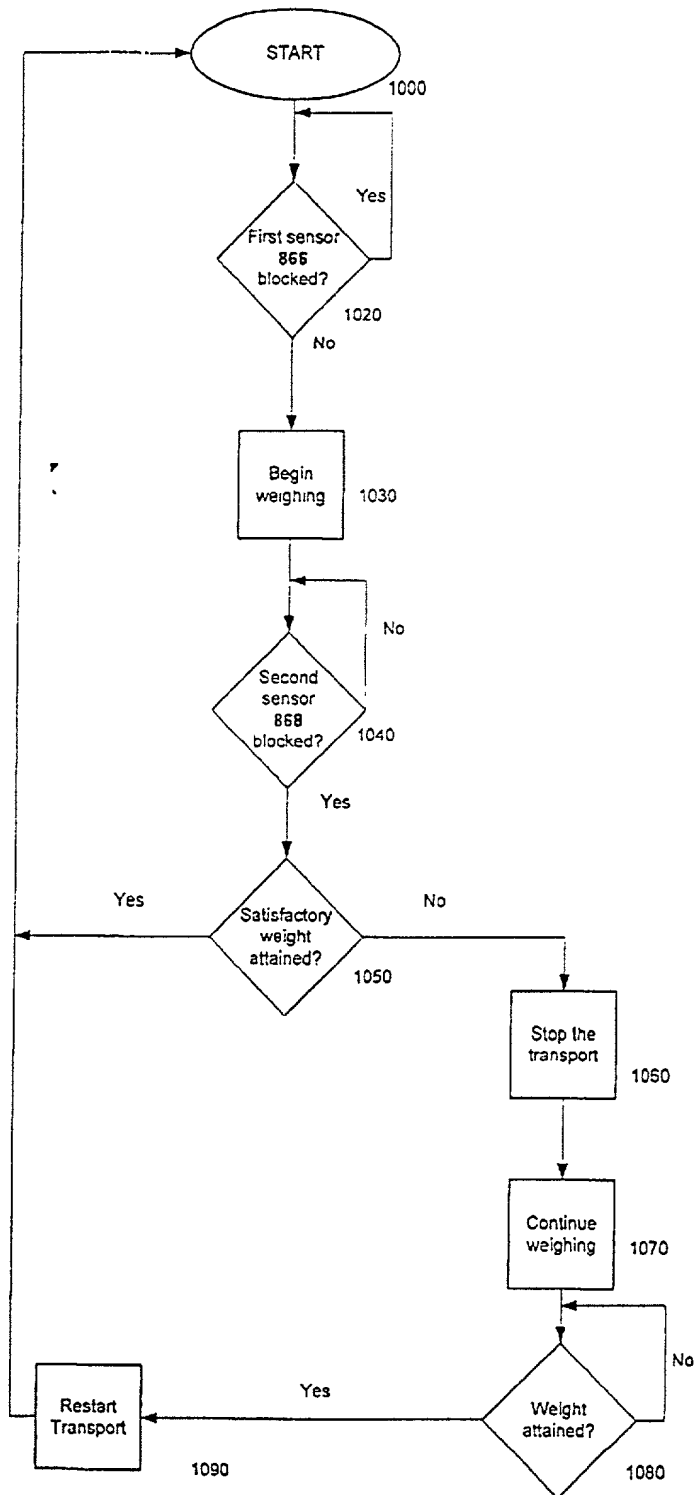 START
1000
Yes
First sensor
866
blocked?
1020
No
Begin
weighing
1030
No
Second
sensor
868
blocked?
1040
Yes
Yes
No
Satisfactory
weight
attained?
1050
Stop the
transport
1060
Continue
weighing
1070
No
Restart
Transport
Yes
Weight
attained?
1090
1080